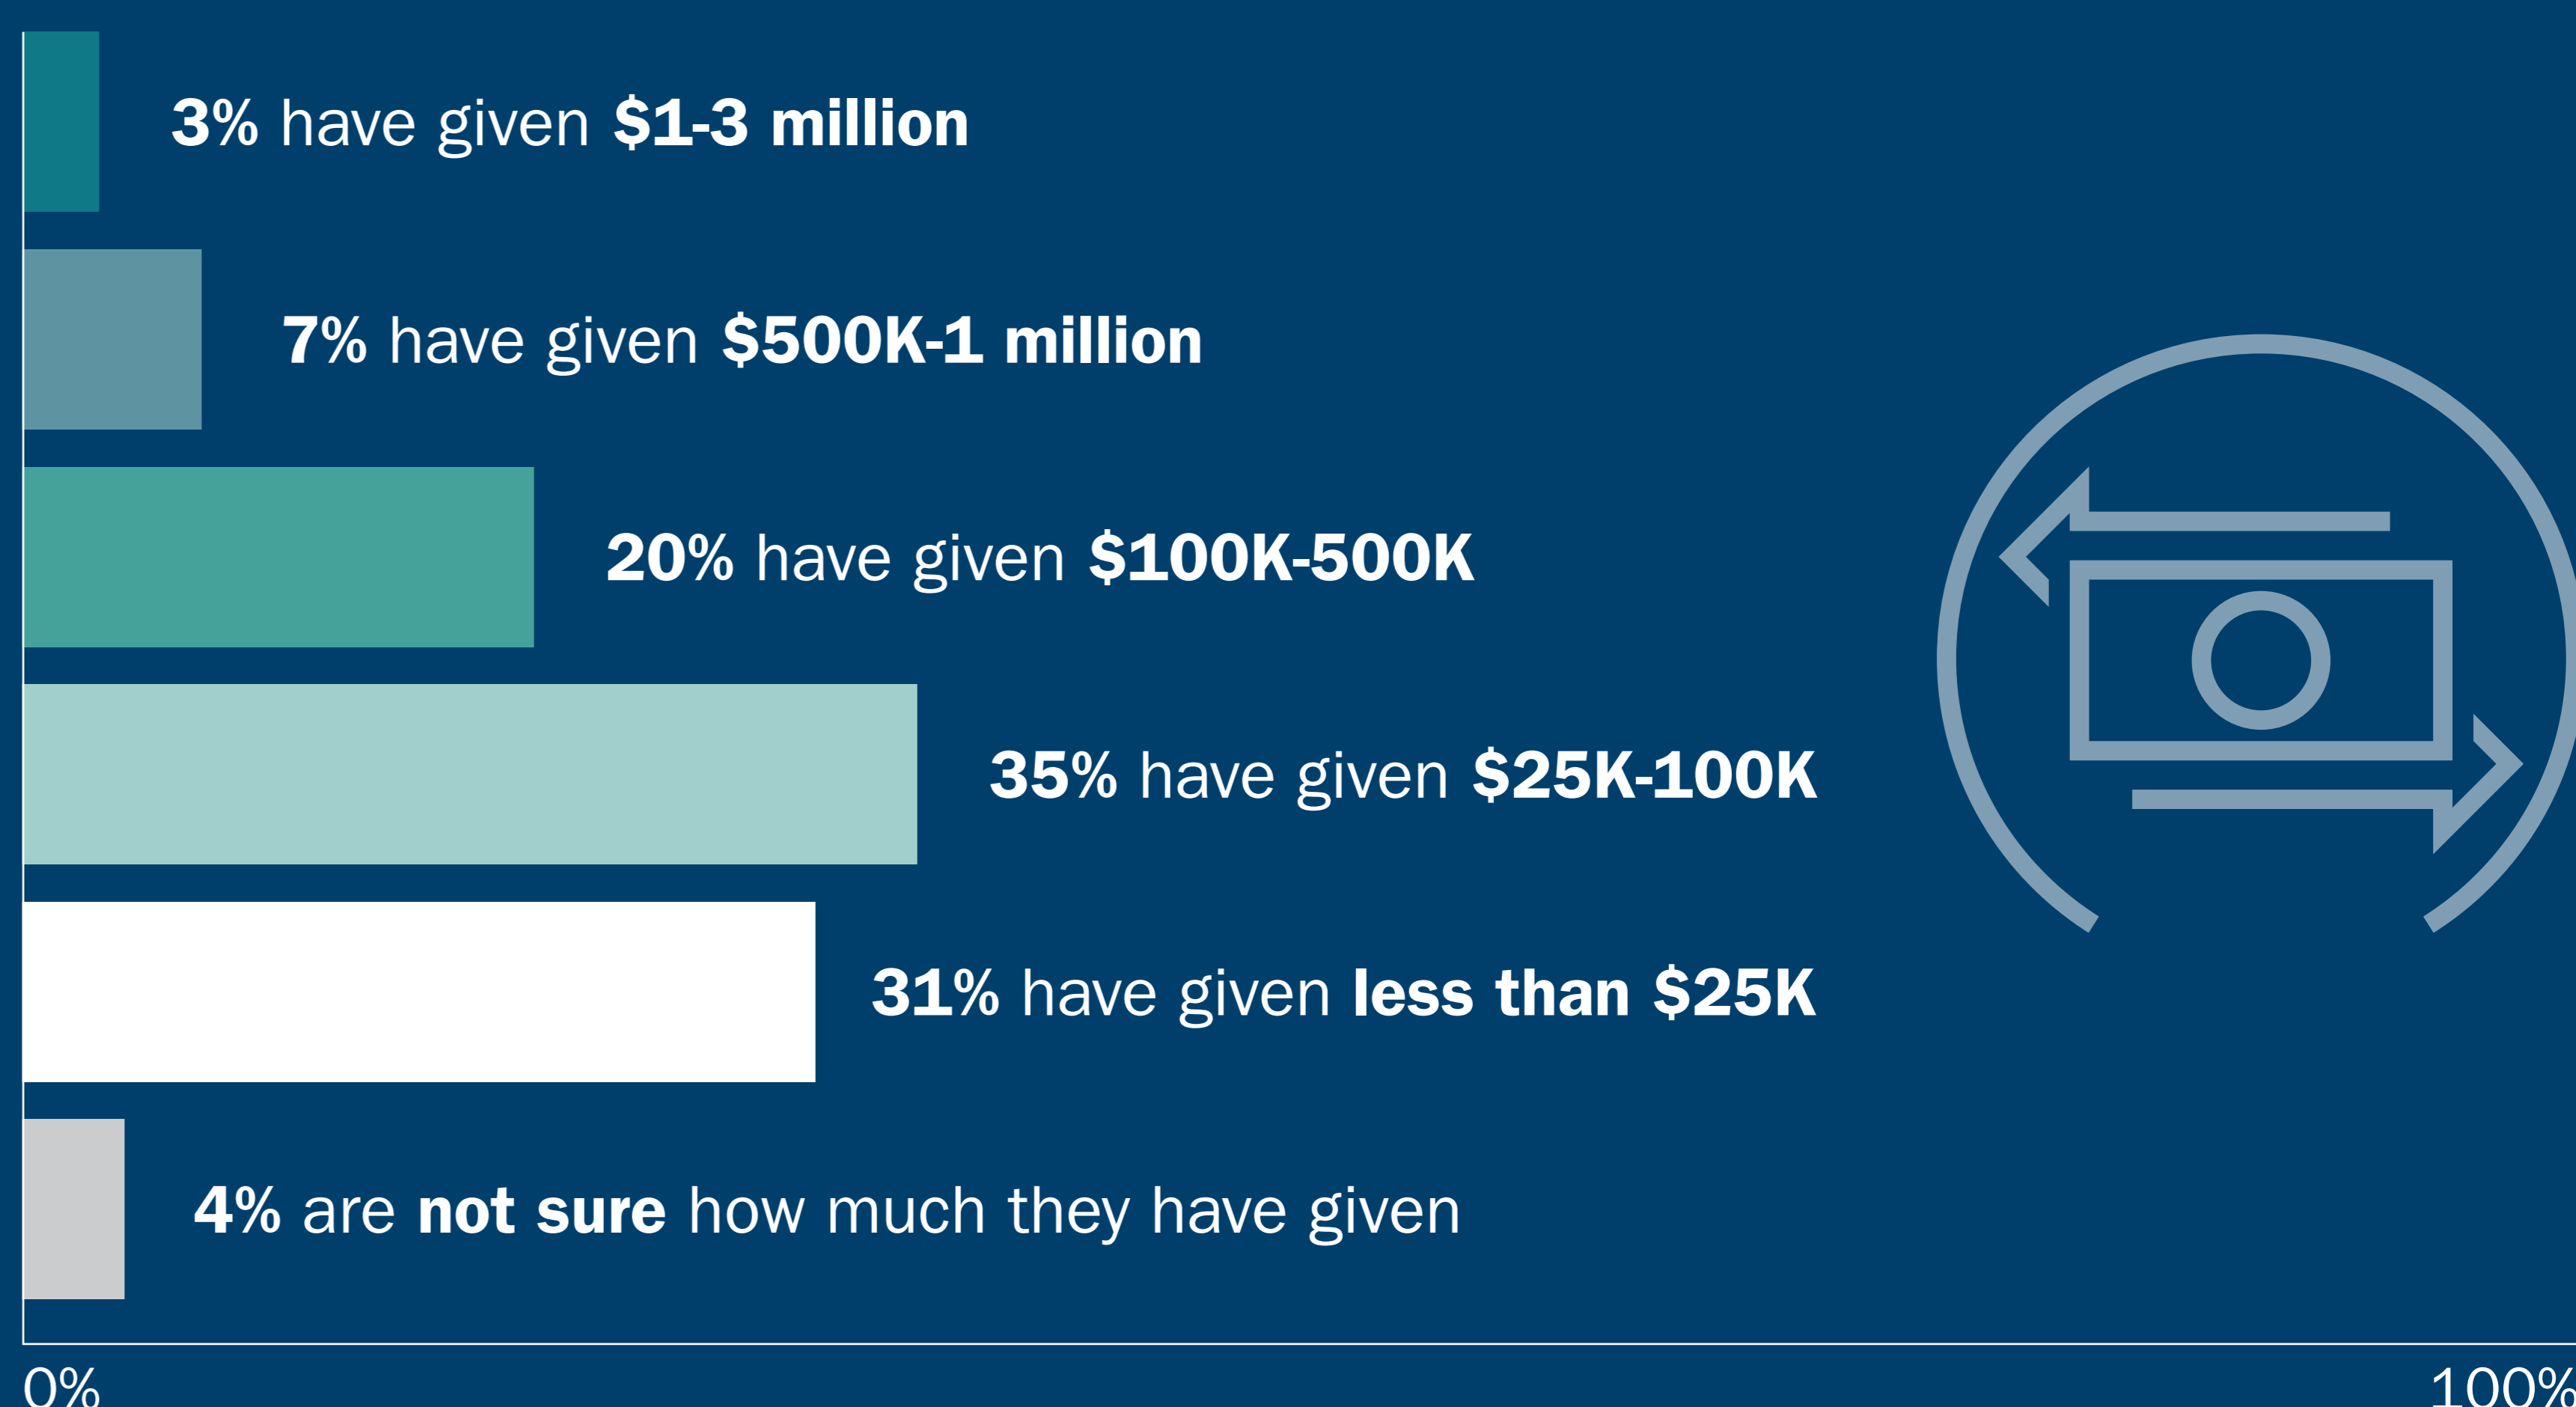 3% have given $1-3 million
7% have given $500K-1 million
20% have given $100K-500K
35% have given $25K-100K
31% have given less than $25K
4% are not sure how much they have given
0%
100%